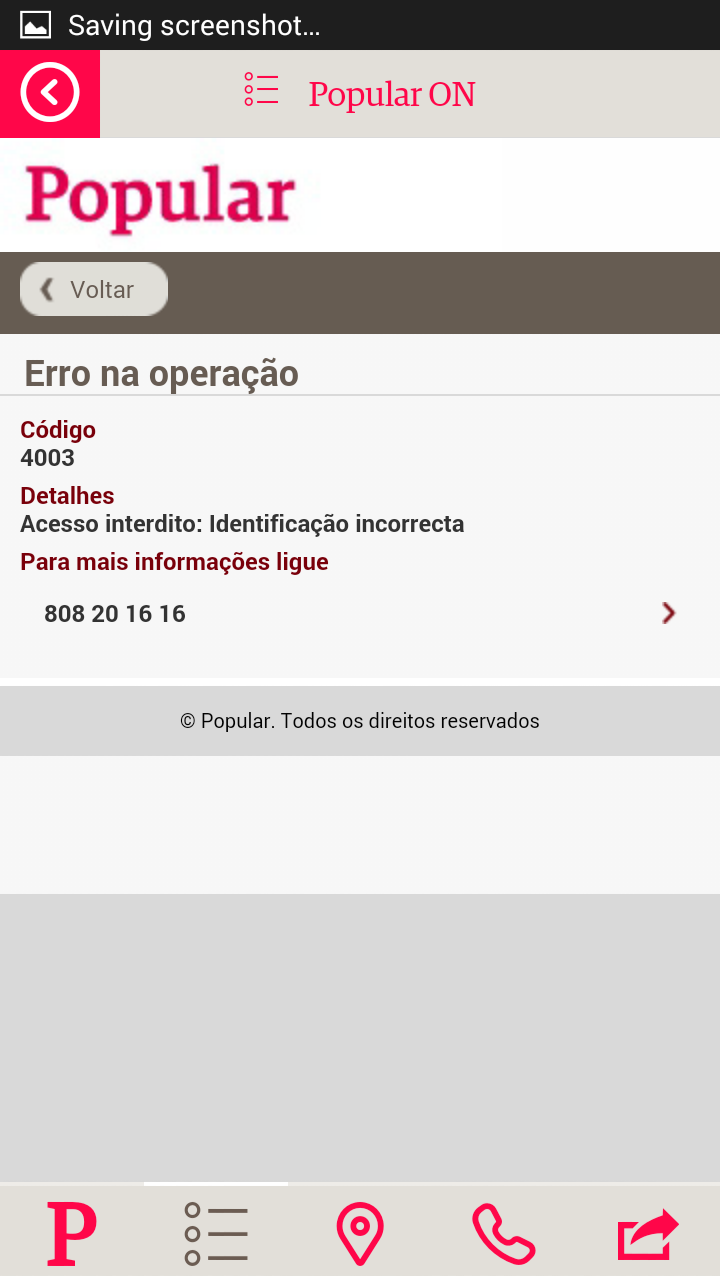 Saving screenshot...
Popular ON
Popular
Voltar
Erro na operação
Código
4003
Detalhes
Acesso interdito: Identificação incorrecta
Para mais informações ligue
808 20 16 16
© Popular. Todos os direitos reservados
P